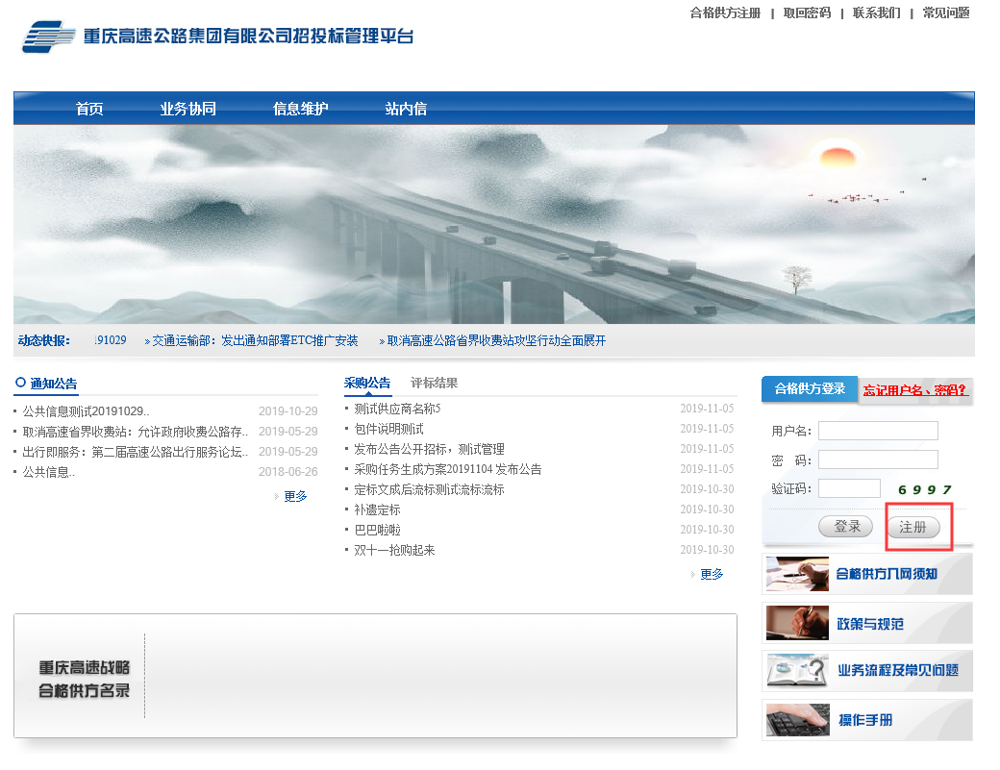 合格供方注册 | 取回密码 | 联系我们 | 常见问题
重庆高速公路集团有限公司招投标管理平台
首页 业务协同 信息维护 站内信
动态快报: 91029 »交通运输部：发出通知部署ETC推广安装 »取消高速公路省界收费站攻坚行动全面展开
通知公告
公共信息测试20191029.. 2019-10-29
取消高速省界收费站：允许政府收费公路存.. 2019-05-29
出行即服务：第二届高速公路出行服务论坛.. 2019-05-29
公共信息.. 2018-06-26
更多
采购公告 评标结果
测试供应商名称5 2019-11-05
包件说明测试 2019-11-05
发布公告公开招标，测试管理 2019-11-05
采购任务生成方案20191104 发布公告 2019-11-05
定标文成后流标测试流标流标 2019-10-30
补遗定标 2019-10-30
巴巴啦啦 2019-10-30
双十一抢购起来 2019-10-30
更多
合格供方登录 忘记用户名、密码?
用户名:
密 码:
验证码: 6997
登录 注册
合格供方入网须知
政策与规范
业务流程及常见问题
操作手册
重庆高速战略
合格供方名录